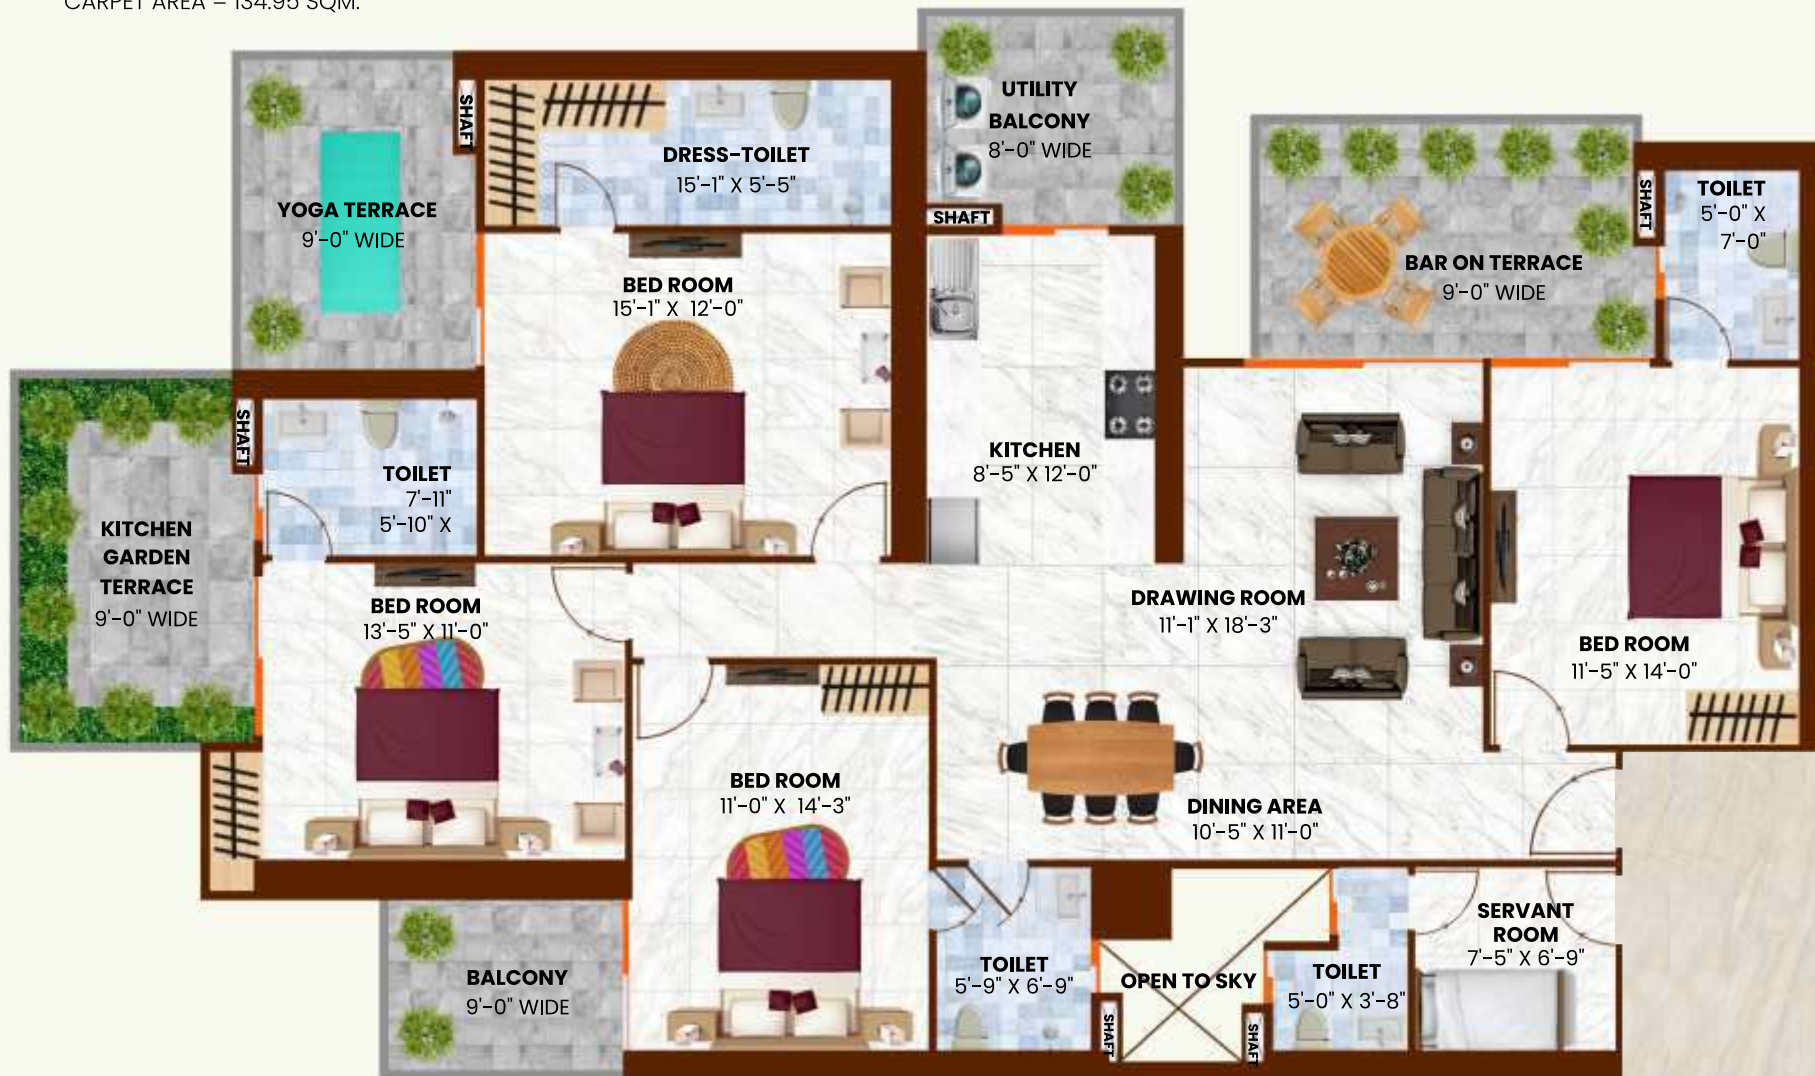 CARPET AREA – 134.95 SQM.
UTILITY
BALCONY
8'-0" WIDE
SHAFT
DRESS-TOILET
15'-1" X 5'-5"
SHAFT
YOGA TERRACE
9'-0" WIDE
SHAFT
TOILET
5'-0" X
7'-0"
SHAFT
BAR ON TERRACE
9'-0" WIDE
BED ROOM
15'-1" X 12'-0"
KITCHEN
8'-5" X 12'-0"
SHAFT
TOILET
7'-11"
5'-10" X
KITCHEN
GARDEN
TERRACE
9'-0" WIDE
BED ROOM
13'-5" X 11'-0"
DRAWING ROOM
11'-1" X 18'-3"
BED ROOM
11'-5" X 14'-0"
BED ROOM
11'-0" X 14'-3"
DINING AREA
10'-5" X 11'-0"
SERVANT
ROOM
7'-5" X 6'-9"
BALCONY
9'-0" WIDE
TOILET
5'-9" X 6'-9"
OPEN TO SKY
TOILET
5'-0" X 3'-8"
SHAFT
SHAFT